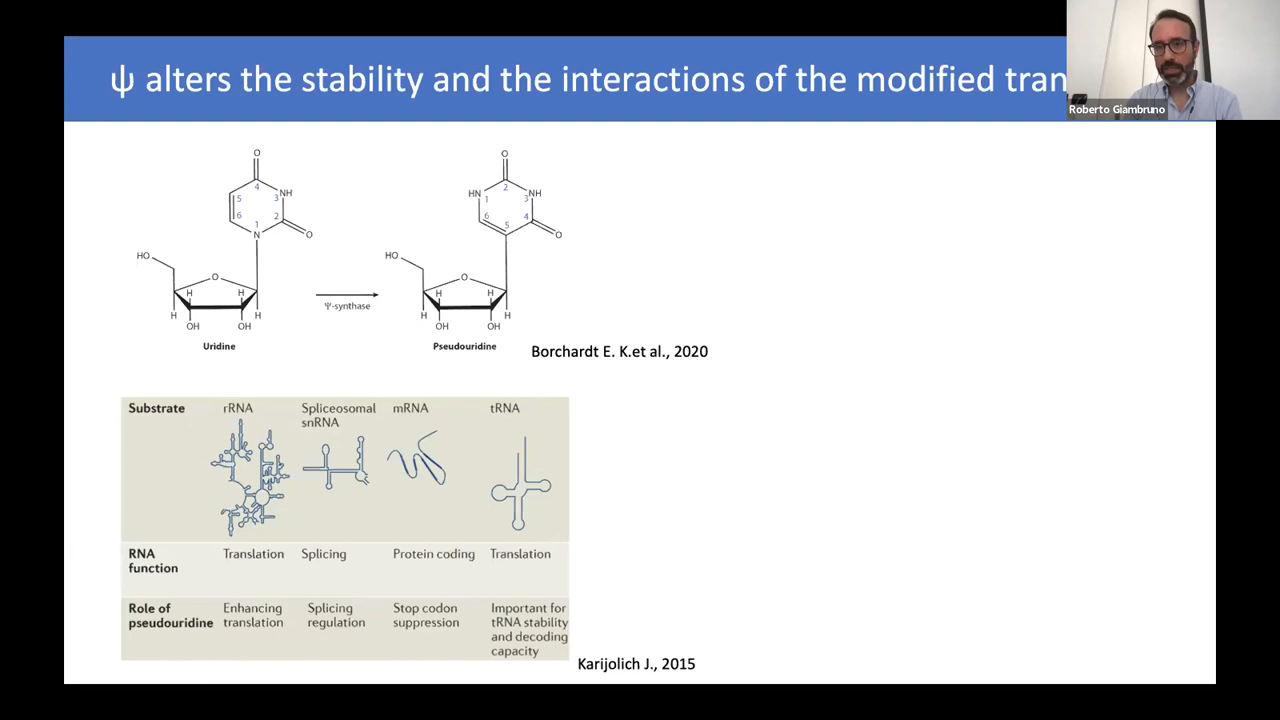 ψ alters the stability and the interactions of the modified tran
Roberto Giambruno
O
4
5
3
NH
6
2
1
N
O
HO
O
H
H
H
H
OH
OH
Uridine
Ψ-synthase
O
2
HN
1
3
NH
6
4
5
O
HO
O
H
H
H
H
OH
OH
Pseudouridine
Borchardt E. K.et al., 2020
Substrate rRNA Spliceosomal mRNA tRNA
snRNA
RNA Translation Splicing Protein coding Translation
function
Role of Enhancing Splicing Stop codon Important for
pseudouridine translation regulation suppression tRNA stability
and decoding
capacity
Karijolich J., 2015